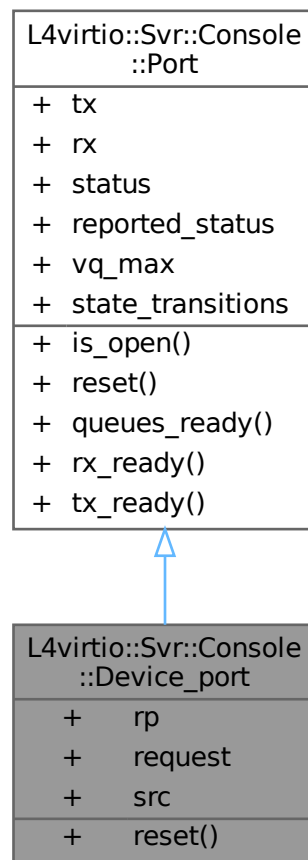 L4virtio::Svr::Console
::Port
+ tx
+ rx
+ status
+ reported_status
+ vq_max
+ state_transitions
+ is_open()
+ reset()
+ queues_ready()
+ rx_ready()
+ tx_ready()
L4virtio::Svr::Console
::Device_port
+ rp
+ request
+ src
+ reset()